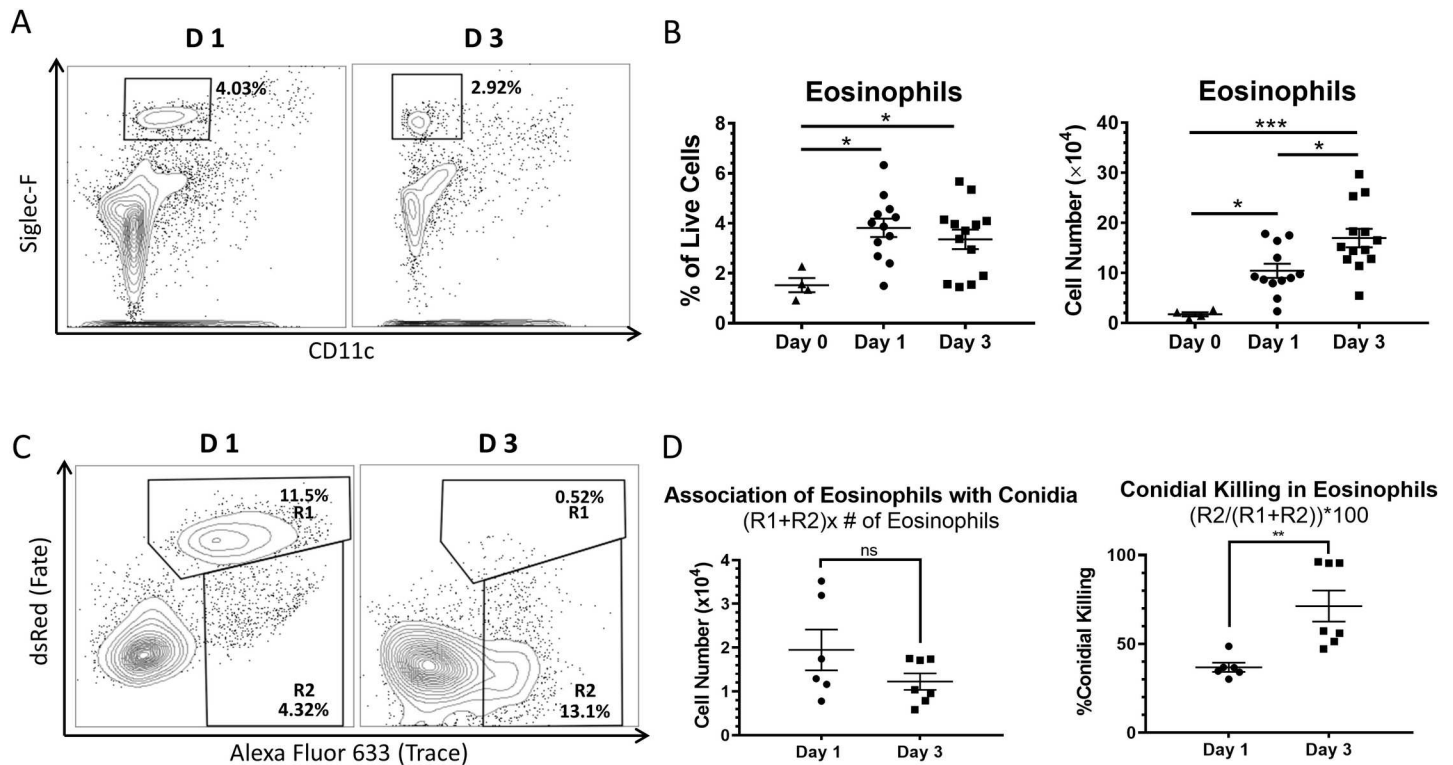 A
D 1
D 3
4.03%
2.92%
Siglec-F
CD11c
B
Eosinophils
*
*
% of Live Cells
8
6
4
2
0
Day 0
Day 1
Day 3
Eosinophils
***
*
*
Cell Number (×10⁴)
40
30
20
10
0
Day 0
Day 1
Day 3
C
D 1
D 3
11.5%
R1
0.52%
R1
R2
4.32%
R2
13.1%
dsRed (Fate)
Alexa Fluor 633 (Trace)
D
Association of Eosinophils with Conidia
(R1+R2)x # of Eosinophils
ns
Cell Number (x10⁴)
4
3
2
1
0
Day 1
Day 3
Conidial Killing in Eosinophils
(R2/(R1+R2))*100
**
%Conidial Killing
100
50
0
Day 1
Day 3